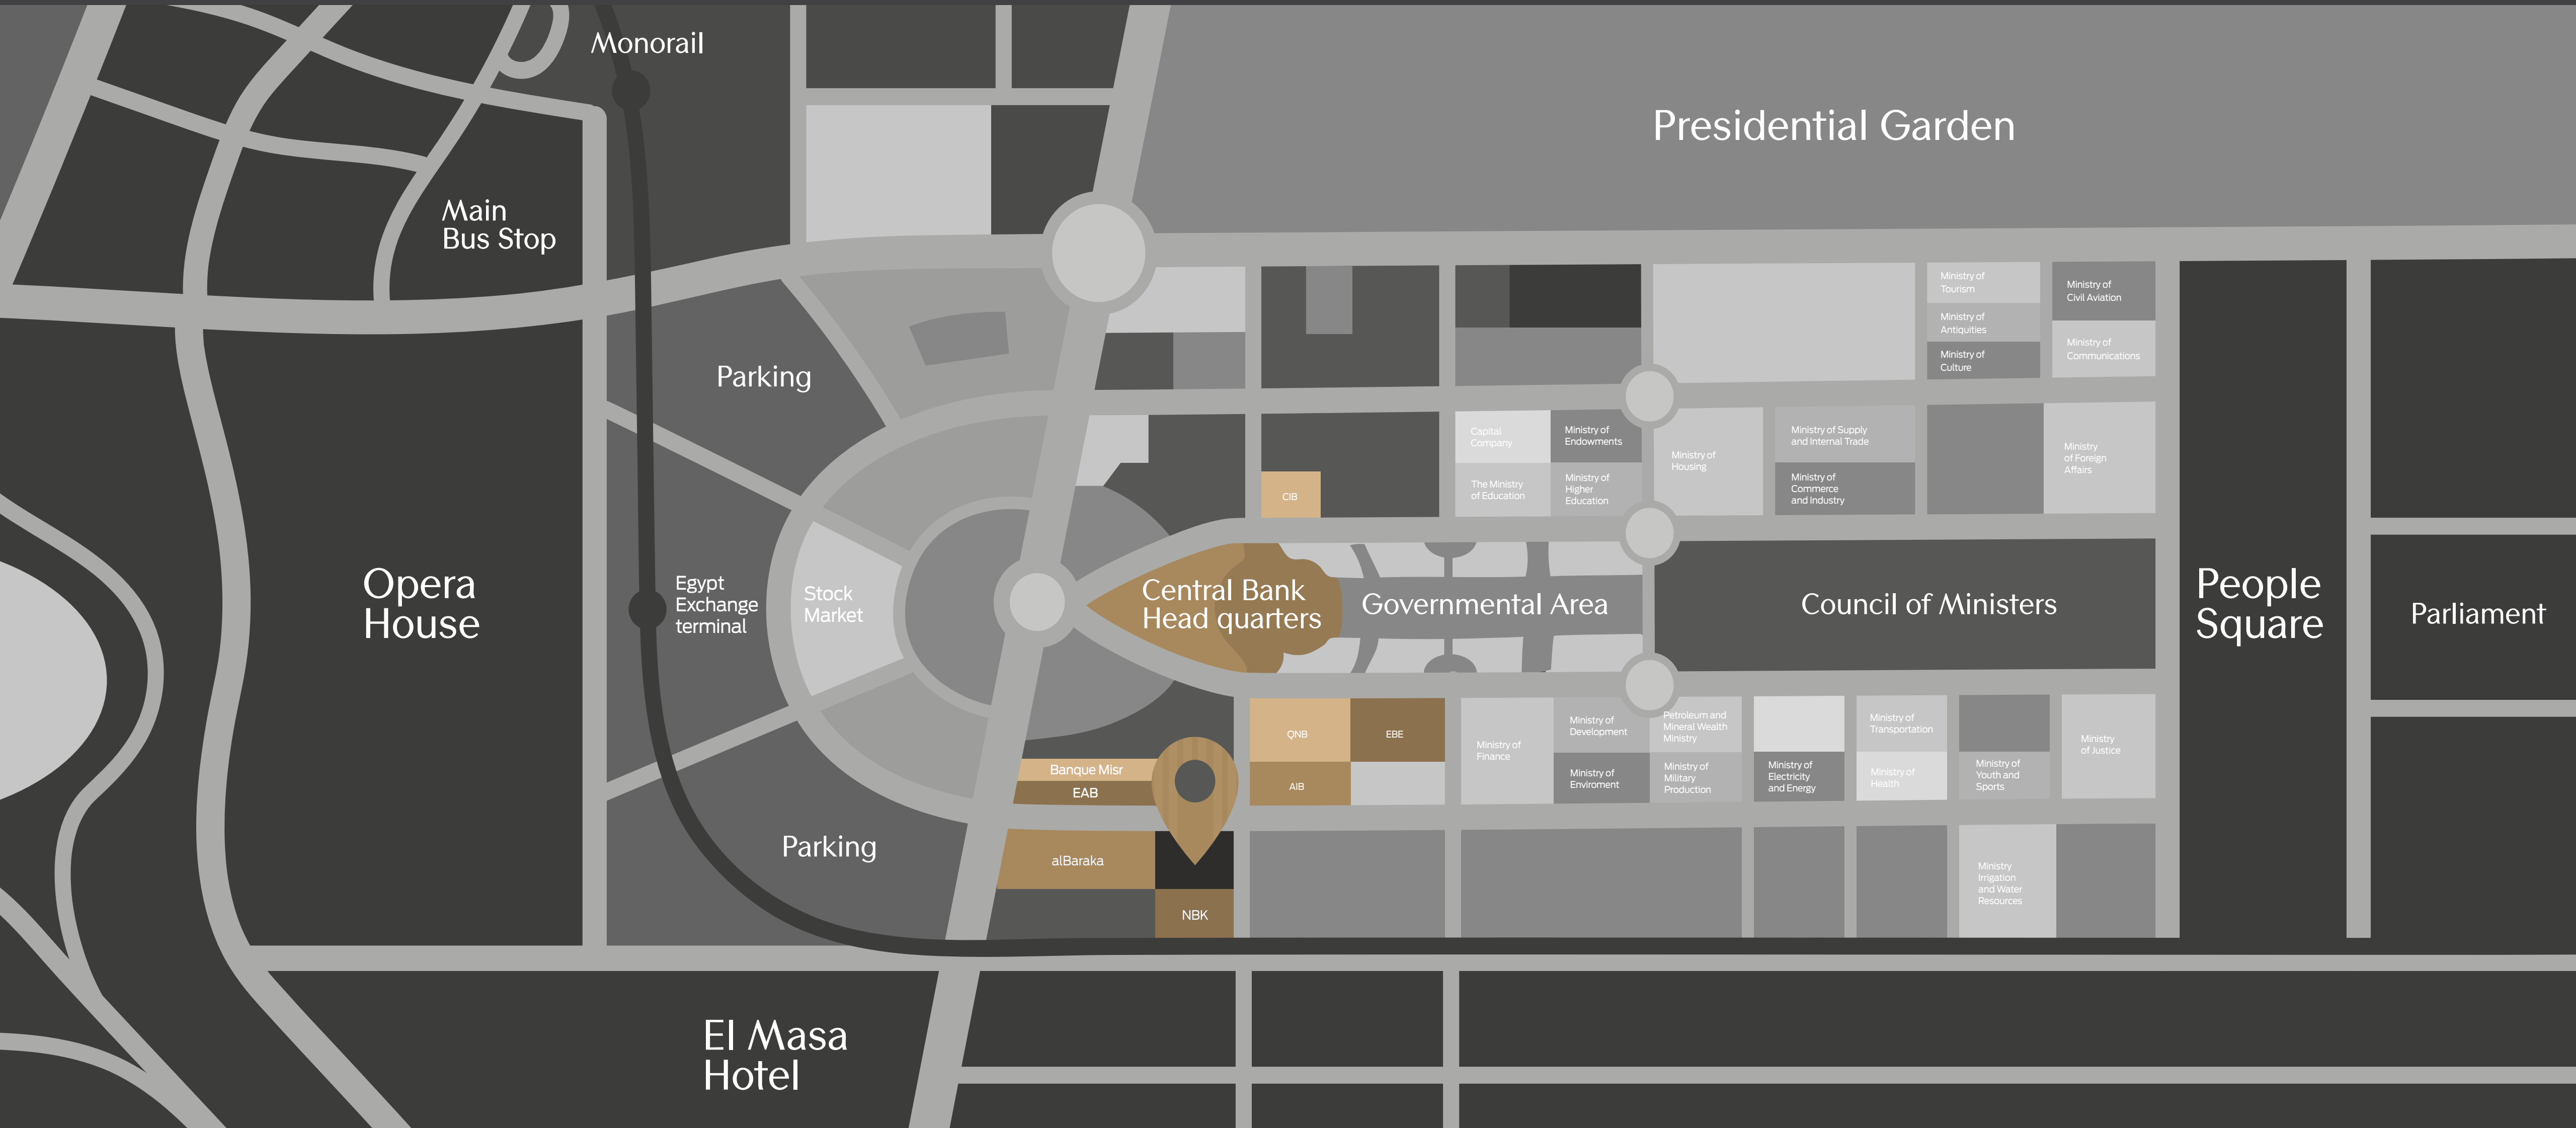 Monorail
Presidential Garden
Main
Bus Stop
Ministry of
Tourism
Ministry of
Antiquities
Ministry of
Culture
Ministry of
Civil Aviation
Ministry of
Communications
Parking
Capital
Company
Ministry of
Endowments
The Ministry
of Education
Ministry of
Higher
Education
Ministry of
Housing
Ministry of Supply
and Internal Trade
Ministry of
Commerce
and Industry
Ministry
of Foreign
Affairs
CIB
Opera
House
Egypt
Exchange
terminal
Stock
Market
Central Bank
Head quarters
Governmental Area
Council of Ministers
People
Square
Parliament
QNB
EBE
AIB
Ministry of
Finance
Ministry of
Development
Ministry of
Enviroment
Petroleum and
Mineral Wealth
Ministry
Ministry of
Military
Production
Ministry of
Electricity
and Energy
Ministry of
Transportation
Ministry of
Health
Ministry of
Youth and
Sports
Ministry
of Justice
Banque Misr
EAB
Parking
alBaraka
NBK
Ministry
Irrigation
and Water
Resources
El Masa
Hotel